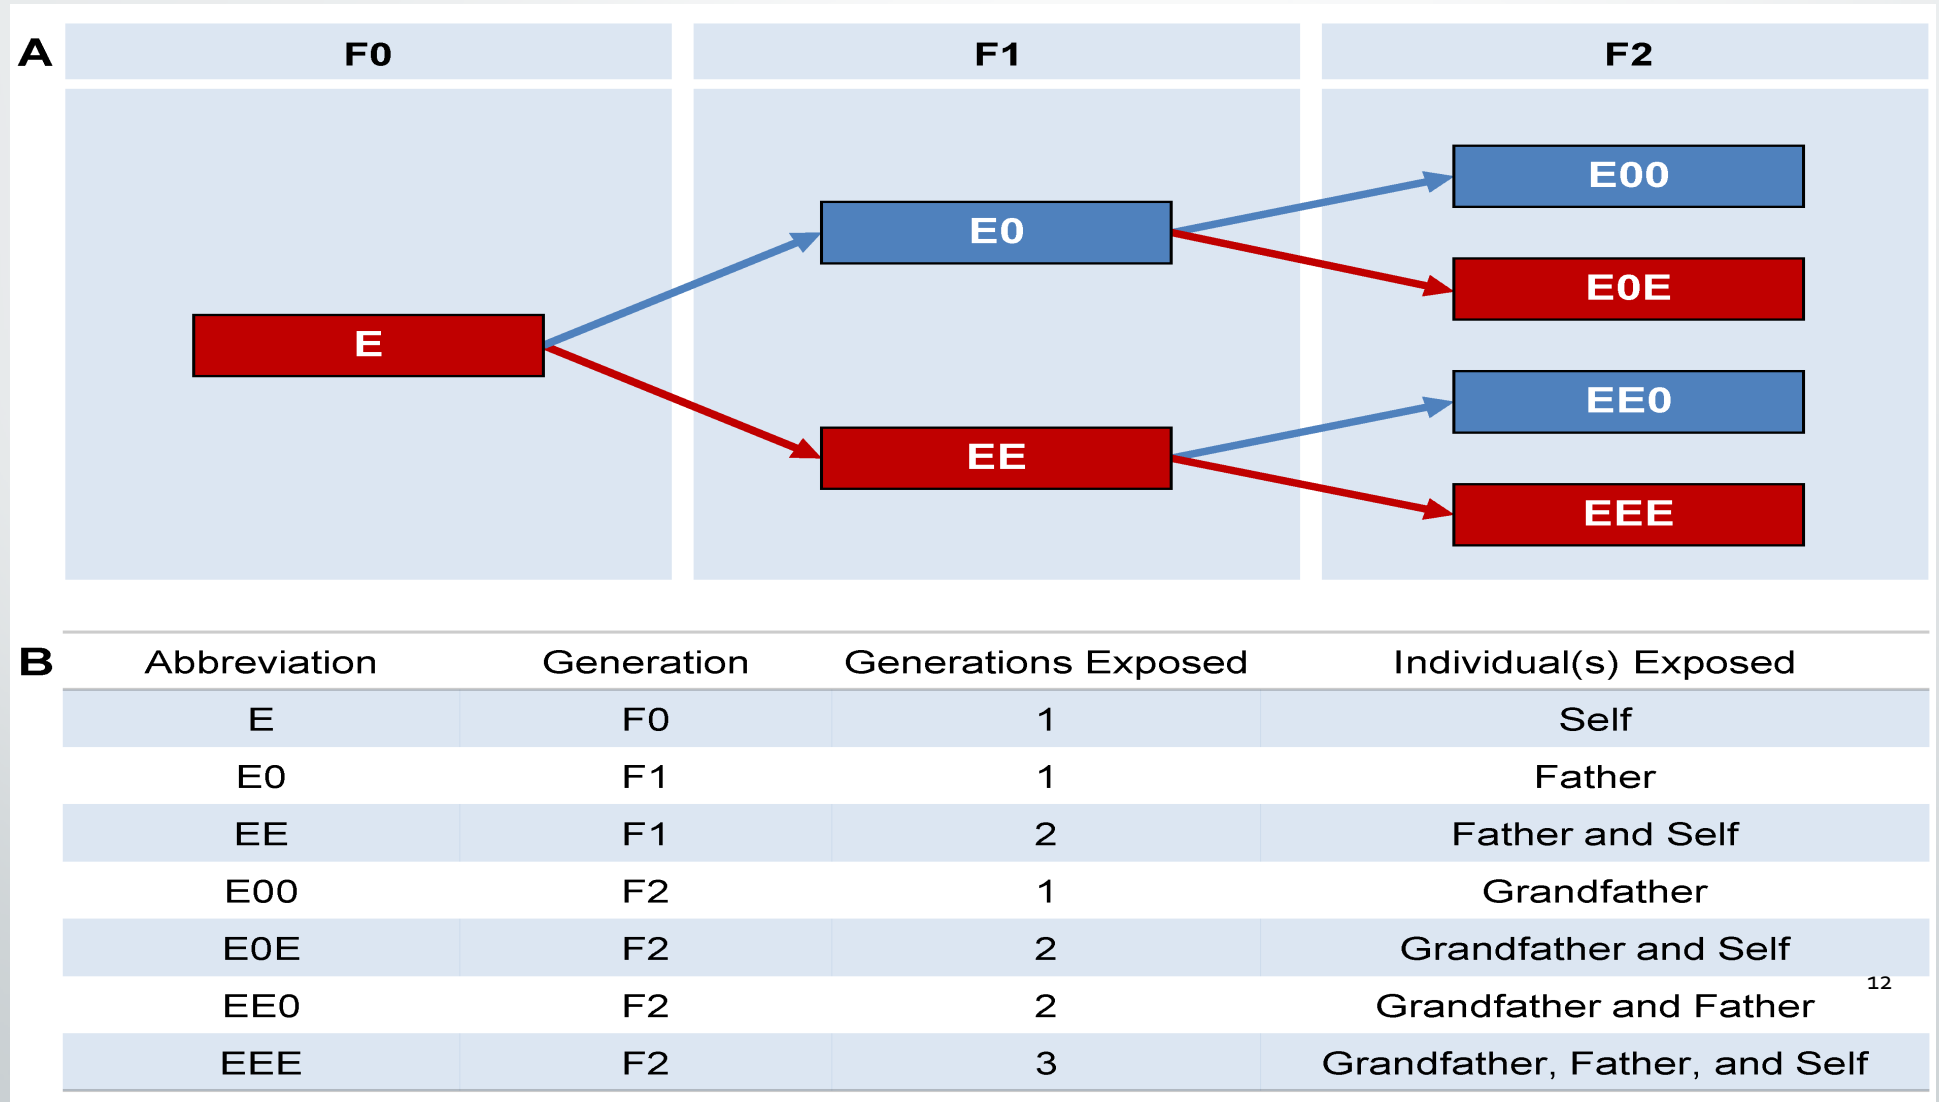 A F0 F1 F2
E00
E0
E0E
E
EE0
EE
EEE
B Abbreviation Generation Generations Exposed Individual(s) Exposed
E F0 1 Self
E0 F1 1 Father
EE F1 2 Father and Self
E00 F2 1 Grandfather
E0E F2 2 Grandfather and Self
12
EE0 F2 2 Grandfather and Father
EEE F2 3 Grandfather, Father, and Self